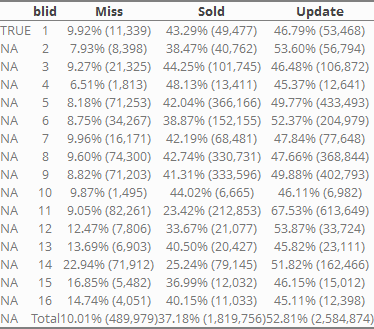 blid Miss Sold Update
TRUE 1 9.92% (11,339) 43.29% (49,477) 46.79% (53,468)
NA 2 7.93% (8,398) 38.47% (40,762) 53.60% (56,794)
NA 3 9.27% (21,325) 44.25% (101,745) 46.48% (106,872)
NA 4 6.51% (1,813) 48.13% (13,411) 45.37% (12,641)
NA 5 8.18% (71,253) 42.04% (366,166) 49.77% (433,493)
NA 6 8.75% (34,267) 38.87% (152,155) 52.37% (204,979)
NA 7 9.96% (16,171) 42.19% (68,481) 47.84% (77,648)
NA 8 9.60% (74,300) 42.74% (330,731) 47.66% (368,844)
NA 9 8.82% (71,203) 41.31% (333,596) 49.88% (402,793)
NA 10 9.87% (1,495) 44.02% (6,665) 46.11% (6,982)
NA 11 9.05% (82,261) 23.42% (212,853) 67.53% (613,649)
NA 12 12.47% (7,806) 33.67% (21,077) 53.87% (33,724)
NA 13 13.69% (6,903) 40.50% (20,427) 45.82% (23,111)
NA 14 22.94% (71,912) 25.24% (79,145) 51.82% (162,466)
NA 15 16.85% (5,482) 36.99% (12,032) 46.15% (15,012)
NA 16 14.74% (4,051) 40.15% (11,033) 45.11% (12,398)
NA Total 10.01% (489,979) 37.18% (1,819,756) 52.81% (2,584,874)